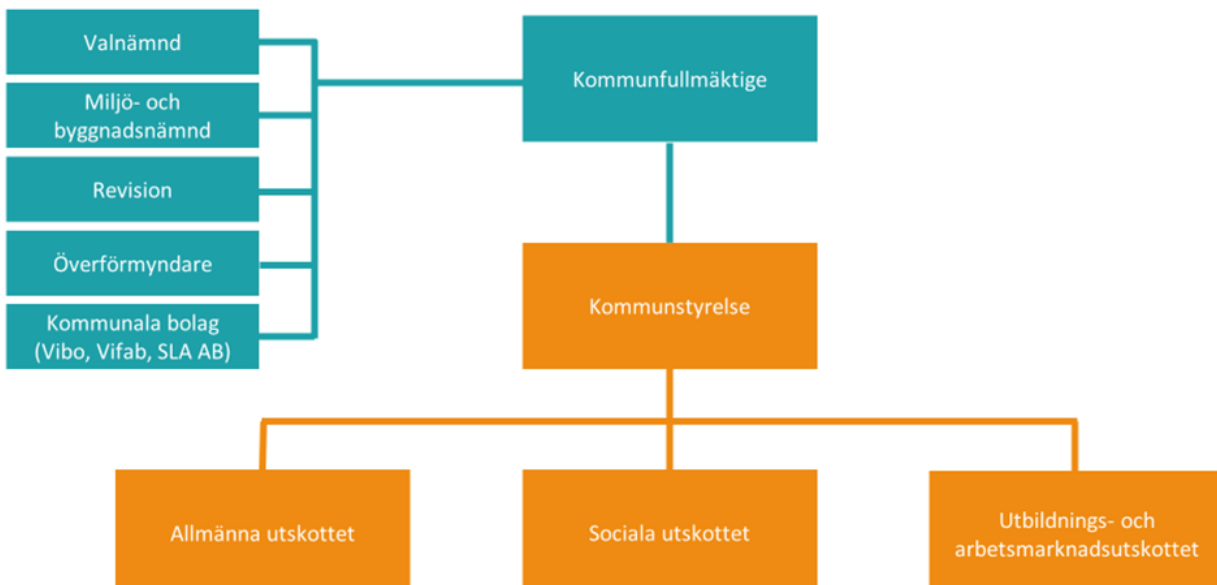 Valnämnd
Miljö- och
byggnadsnämnd
Revision
Överförmyndare
Kommunala bolag
(Vibo, Vifab, SLA AB)
Kommunfullmäktige
Kommunstyrelse
Allmänna utskottet
Sociala utskottet
Utbildnings- och
arbetsmarknadsutskottet